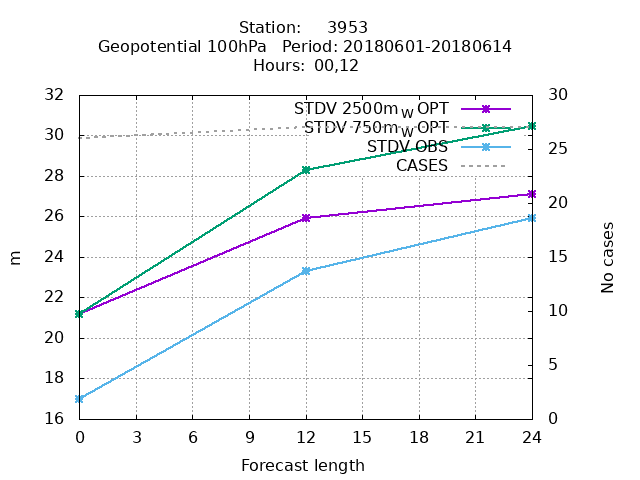 Station: 3953
Geopotential 100hPa Period: 20180601-20180614
Hours: 00,12
STDV 2500m_W OPT
STDV 750m_W OPT
STDV OBS
CASES
32
30
28
26
24
22
20
18
16
m
30
25
20
15
10
5
0
No cases
0 3 6 9 12 15 18 21 24
Forecast length